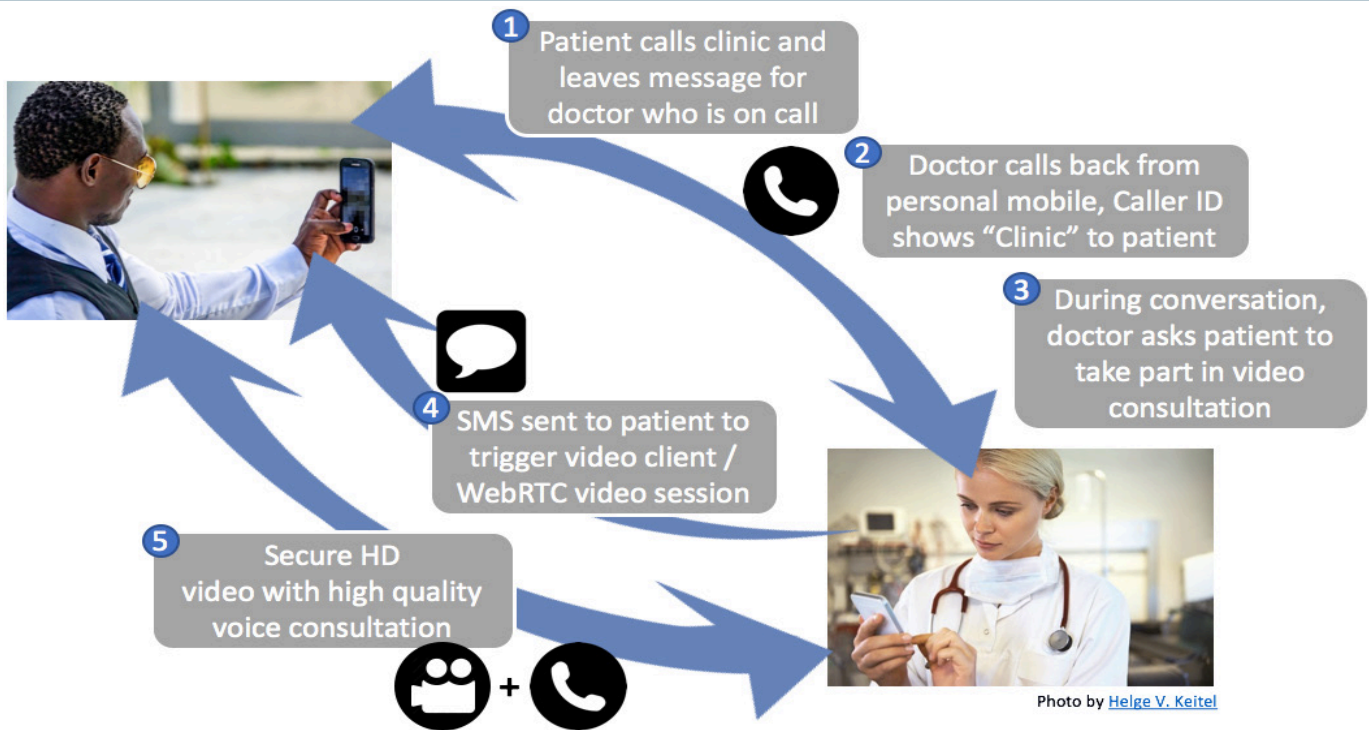 1
Patient calls clinic and
leaves message for
doctor who is on call
2
Doctor calls back from
personal mobile, Caller ID
shows “Clinic” to patient
3
During conversation,
doctor asks patient to
take part in video
consultation
4
SMS sent to patient to
trigger video client /
WebRTC video session
5
Secure HD
video with high quality
voice consultation
+
Photo by Helge V. Keitel